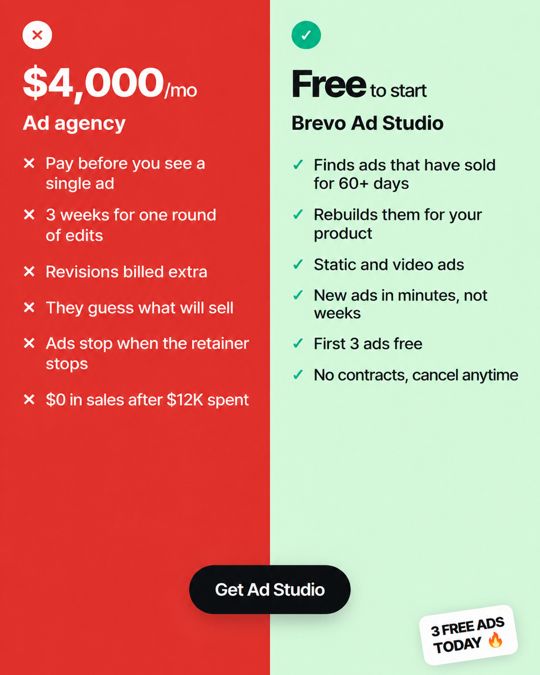 ✕
$4,000/mo
Ad agency
✕ Pay before you see a
single ad
✕ 3 weeks for one round
of edits
✕ Revisions billed extra
✕ They guess what will sell
✕ Ads stop when the retainer
stops
✕ $0 in sales after $12K spent
✓
Free to start
Brevo Ad Studio
✓ Finds ads that have sold
for 60+ days
✓ Rebuilds them for your
product
✓ Static and video ads
✓ New ads in minutes, not
weeks
✓ First 3 ads free
✓ No contracts, cancel anytime
Get Ad Studio
3 FREE ADS
TODAY 🔥